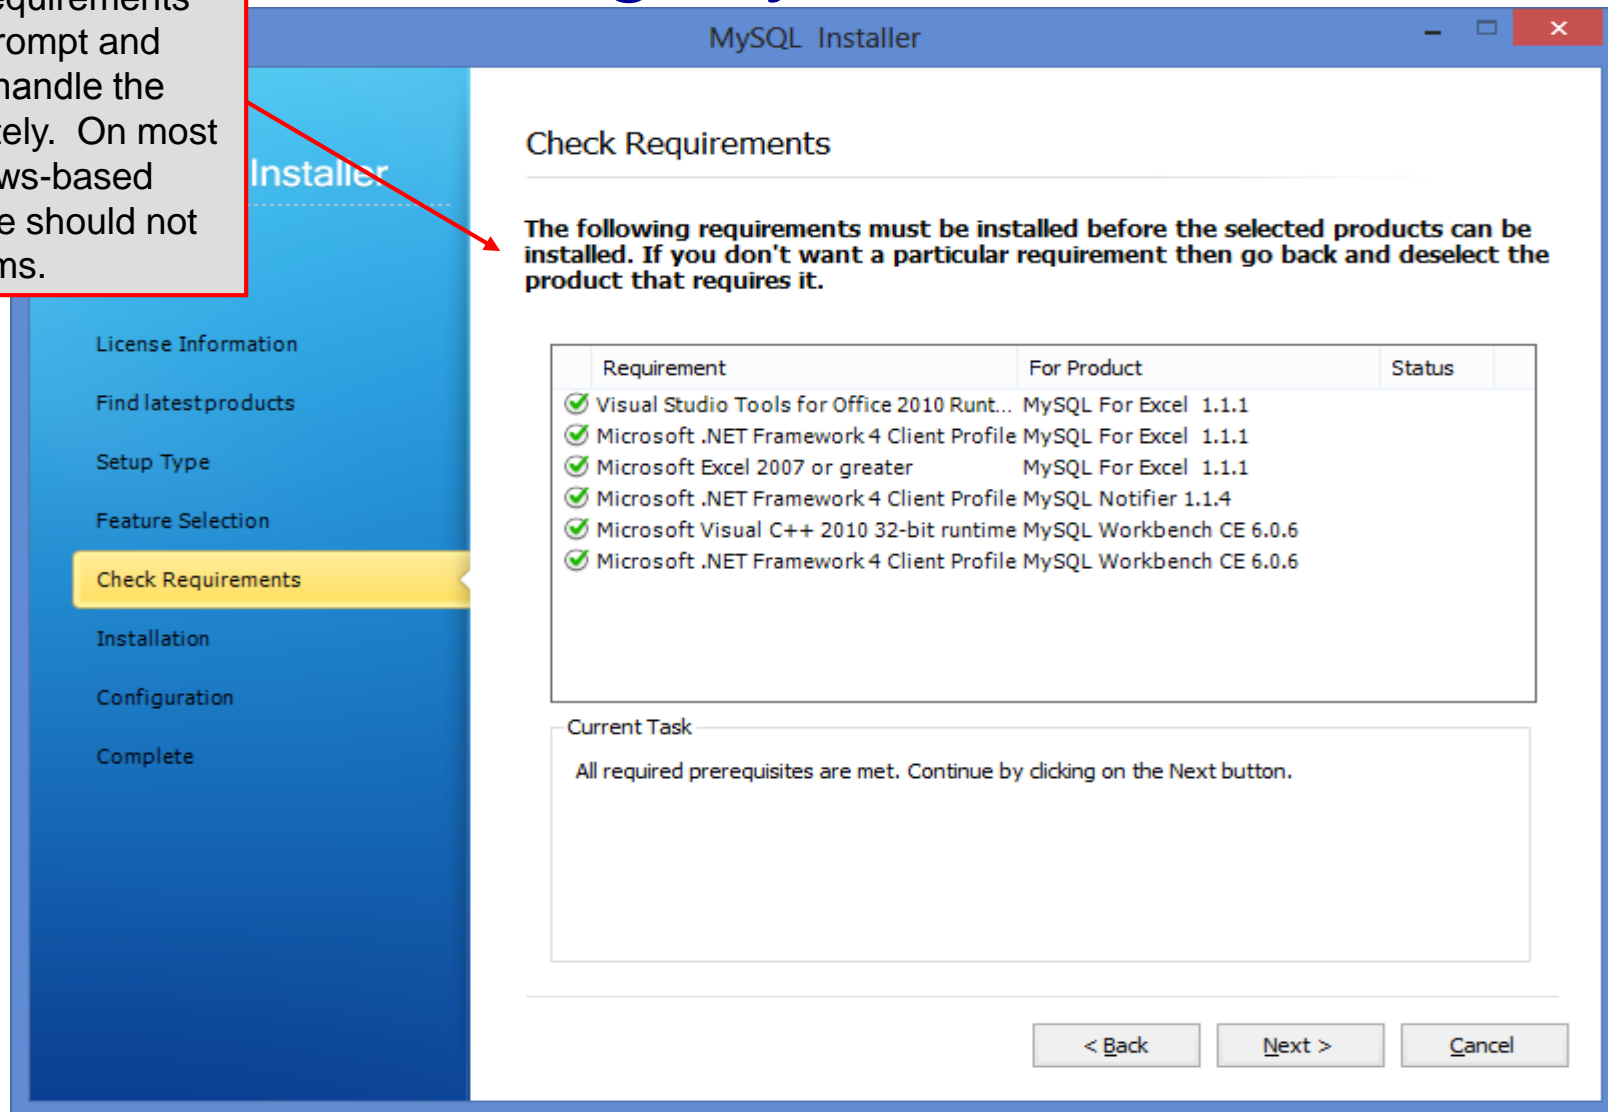 equirements
rompt and
handle the
tely. On most
ws-based
e should not
ms.
MySQL Installer
Installer
License Information
Find latest products
Setup Type
Feature Selection
Check Requirements
Installation
Configuration
Complete
Check Requirements
The following requirements must be installed before the selected products can be
installed. If you don't want a particular requirement then go back and deselect the
product that requires it.
Requirement For Product Status
Visual Studio Tools for Office 2010 Runt... MySQL For Excel 1.1.1
Microsoft .NET Framework 4 Client Profile MySQL For Excel 1.1.1
Microsoft Excel 2007 or greater MySQL For Excel 1.1.1
Microsoft .NET Framework 4 Client Profile MySQL Notifier 1.1.4
Microsoft Visual C++ 2010 32-bit runtime MySQL Workbench CE 6.0.6
Microsoft .NET Framework 4 Client Profile MySQL Workbench CE 6.0.6
Current Task
All required prerequisites are met. Continue by clicking on the Next button.
< Back Next > Cancel